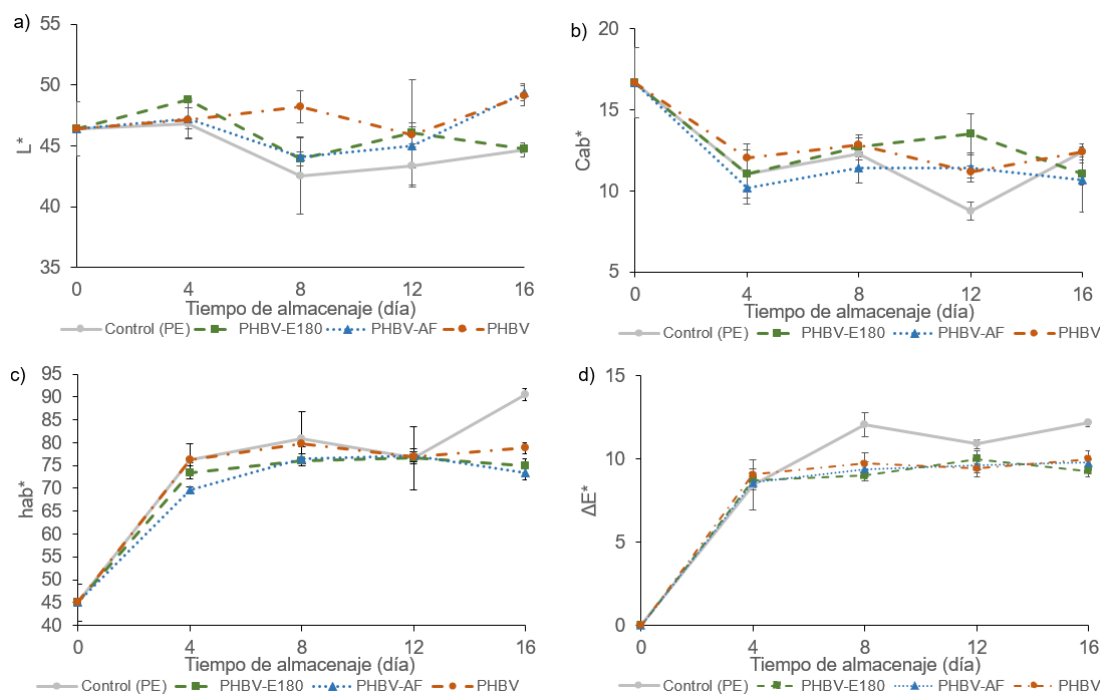 a)
55
50
45
40
35
L*
0
4
8
12
16
Tiempo de almacenaje (día)
Control (PE) PHBV-E180 PHBV-AF PHBV
b)
20
15
10
5
Cab*
0
4
8
12
16
Tiempo de almacenaje (día)
Control (PE) PHBV-E180 PHBV-AF PHBV
c)
95
90
85
80
75
70
65
60
55
50
45
40
hab*
0
4
8
12
16
Tiempo de almacenaje (día)
Control (PE) PHBV-E180 PHBV-AF PHBV
d)
15
10
5
0
ΔE*
0
4
8
12
16
Tiempo de almacenaje (día)
Control (PE) PHBV-E180 PHBV-AF PHBV